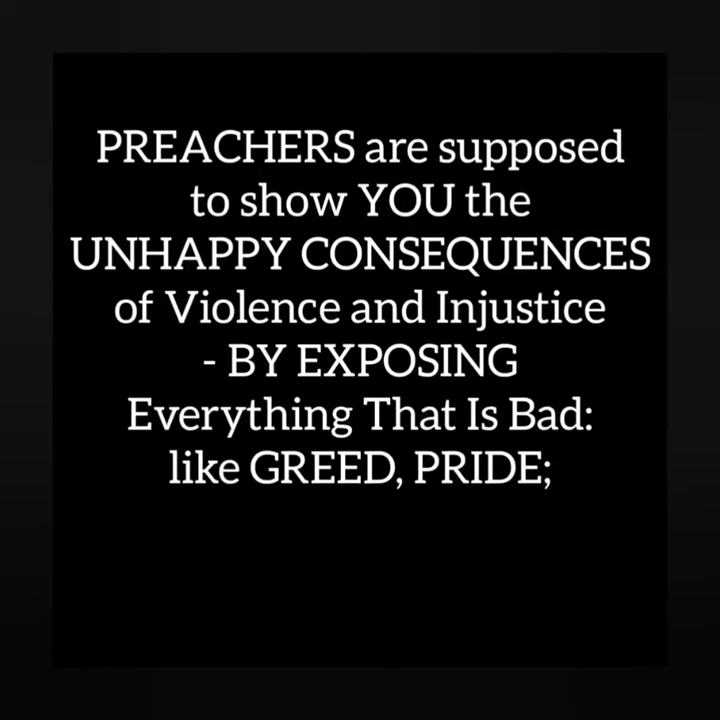 PREACHERS are supposed
to show YOU the
UNHAPPY CONSEQUENCES
of Violence and Injustice
- BY EXPOSING
Everything That Is Bad:
like GREED, PRIDE;